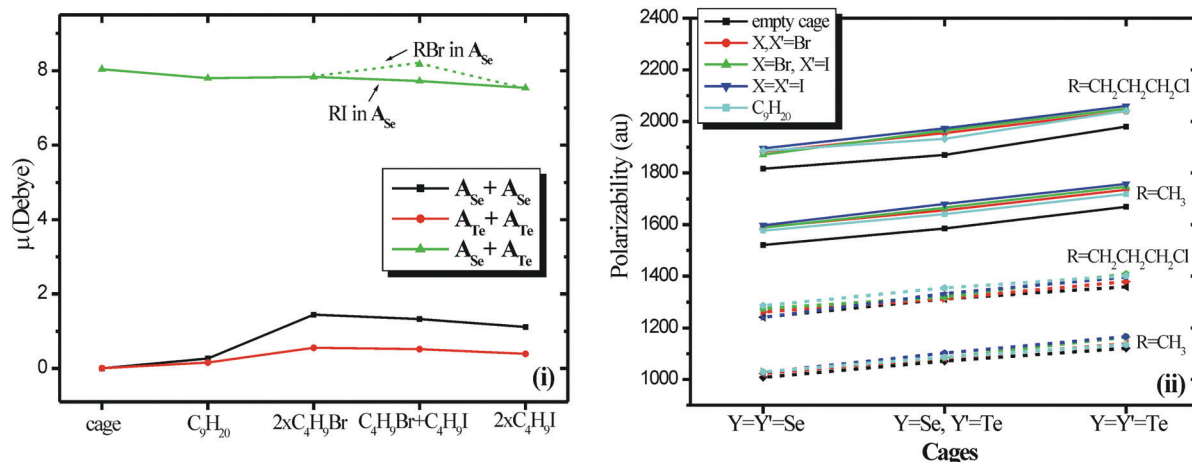 μ(Debye)
8
6
4
2
0
RBr in A_Se
RI in A_Se
A_Se + A_Se
A_Te + A_Te
A_Se + A_Te
(i)
cage
C₉H₂₀
2xC₄H₉Br
C₄H₉Br+C₄H₉I
2xC₄H₉I
Polarizability (au)
2400
2200
2000
1800
1600
1400
1200
1000
empty cage
X,X'=Br
X=Br, X'=I
X=X'=I
C₉H₂₀
R=CH₂CH₂CH₂Cl
R=CH₃
R=CH₂CH₂CH₂Cl
R=CH₃
(ii)
Y=Y'=Se
Y=Se, Y'=Te
Y=Y'=Te
Cages